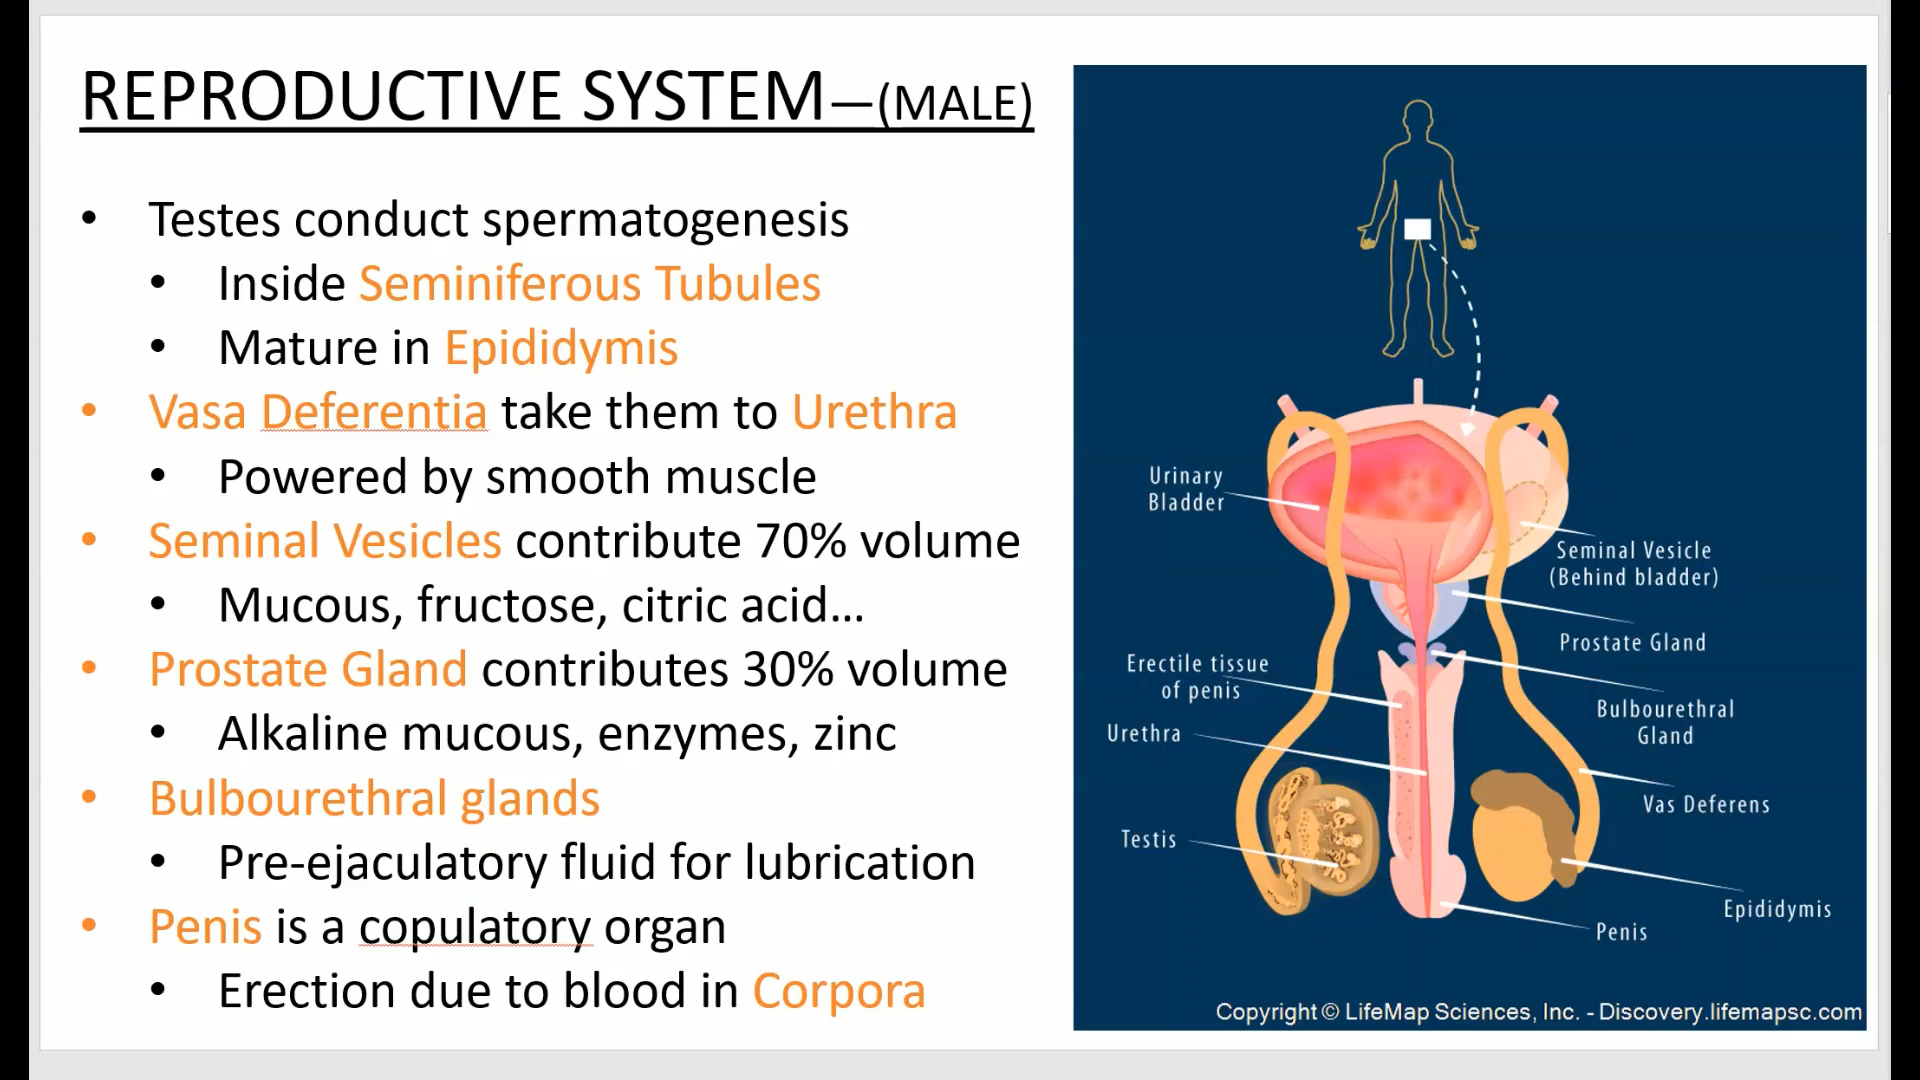 REPRODUCTIVE SYSTEM—(MALE)
• Testes conduct spermatogenesis
• Inside Seminiferous Tubules
• Mature in Epididymis
• Vasa Deferentia take them to Urethra
• Powered by smooth muscle
• Seminal Vesicles contribute 70% volume
• Mucous, fructose, citric acid…
• Prostate Gland contributes 30% volume
• Alkaline mucous, enzymes, zinc
• Bulbourethral glands
• Pre-ejaculatory fluid for lubrication
• Penis is a copulatory organ
• Erection due to blood in Corpora
Urinary
Bladder
Seminal Vesicle
(Behind bladder)
Prostate Gland
Erectile tissue
of penis
Bulbourethral
Gland
Urethra
Vas Deferens
Testis
Epididymis
Penis
Copyright © LifeMap Sciences, Inc. - Discovery.lifemapsc.com